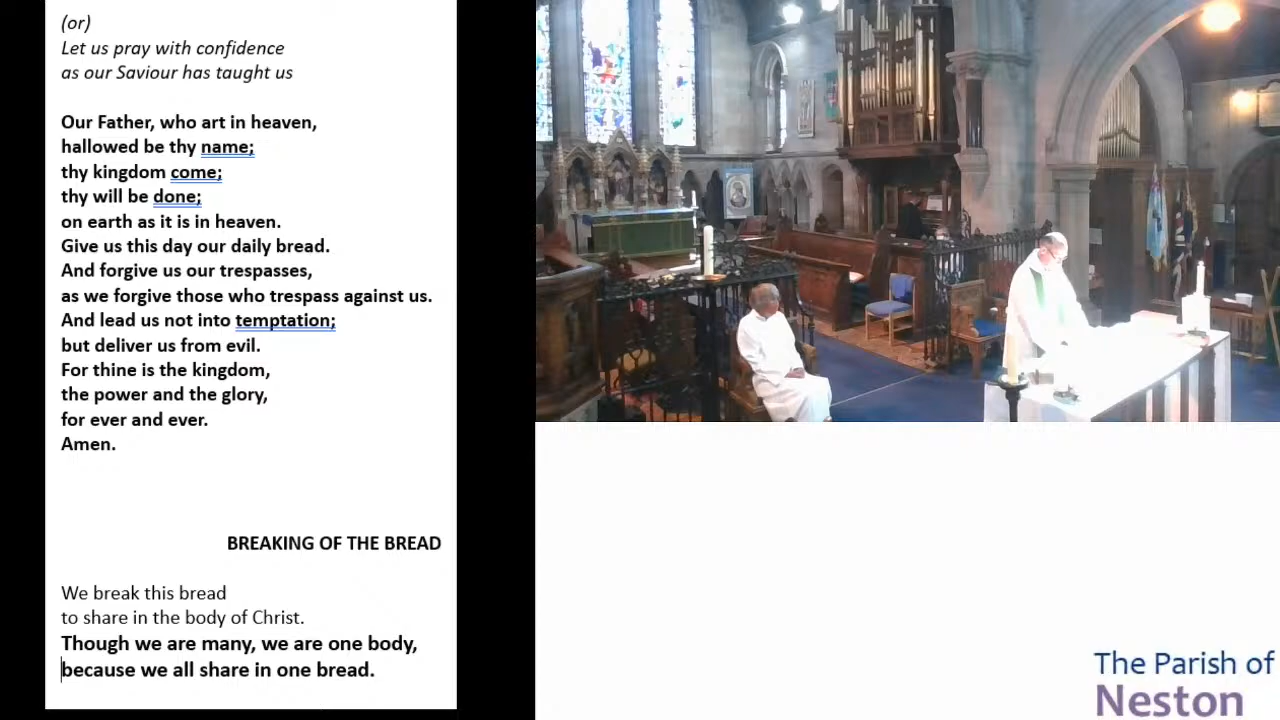 (or)
Let us pray with confidence
as our Saviour has taught us
Our Father, who art in heaven,
hallowed be thy name;
thy kingdom come;
thy will be done;
on earth as it is in heaven.
Give us this day our daily bread.
And forgive us our trespasses,
as we forgive those who trespass against us.
And lead us not into temptation;
but deliver us from evil.
For thine is the kingdom,
the power and the glory,
for ever and ever.
Amen.
BREAKING OF THE BREAD
We break this bread
to share in the body of Christ.
Though we are many, we are one body,
because we all share in one bread.
The Parish of
Neston